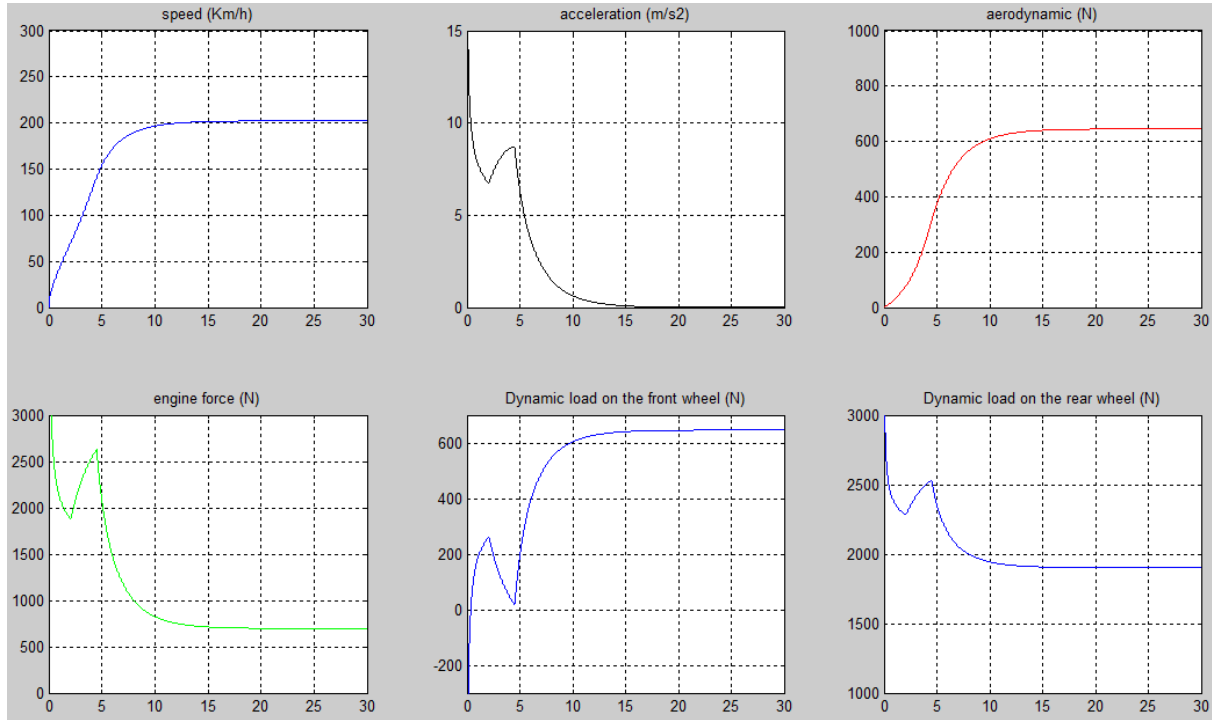 speed (Km/h)
300
250
200
150
100
50
0
0 5 10 15 20 25 30
acceleration (m/s2)
15
10
5
0
0 5 10 15 20 25 30
aerodynamic (N)
1000
800
600
400
200
0
0 5 10 15 20 25 30
engine force (N)
3000
2500
2000
1500
1000
500
0
0 5 10 15 20 25 30
Dynamic load on the front wheel (N)
600
400
200
0
-200
0 5 10 15 20 25 30
Dynamic load on the rear wheel (N)
3000
2500
2000
1500
1000
0 5 10 15 20 25 30